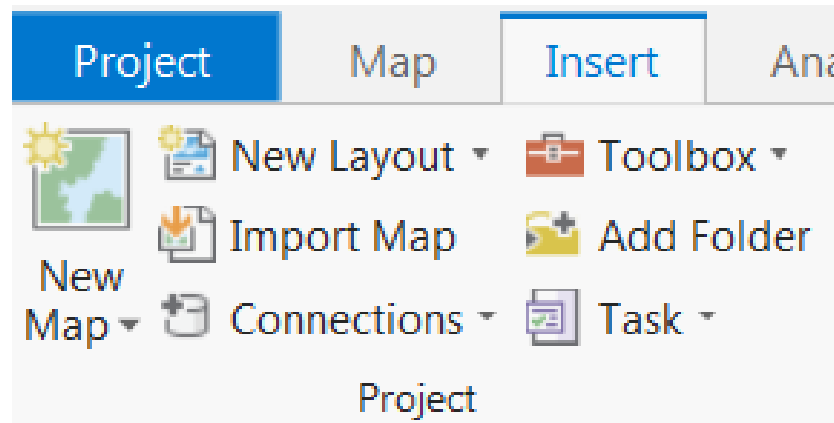 Project Map Insert
New Layout Toolbox
Import Map Add Folder
New
Map Connections Task
Project